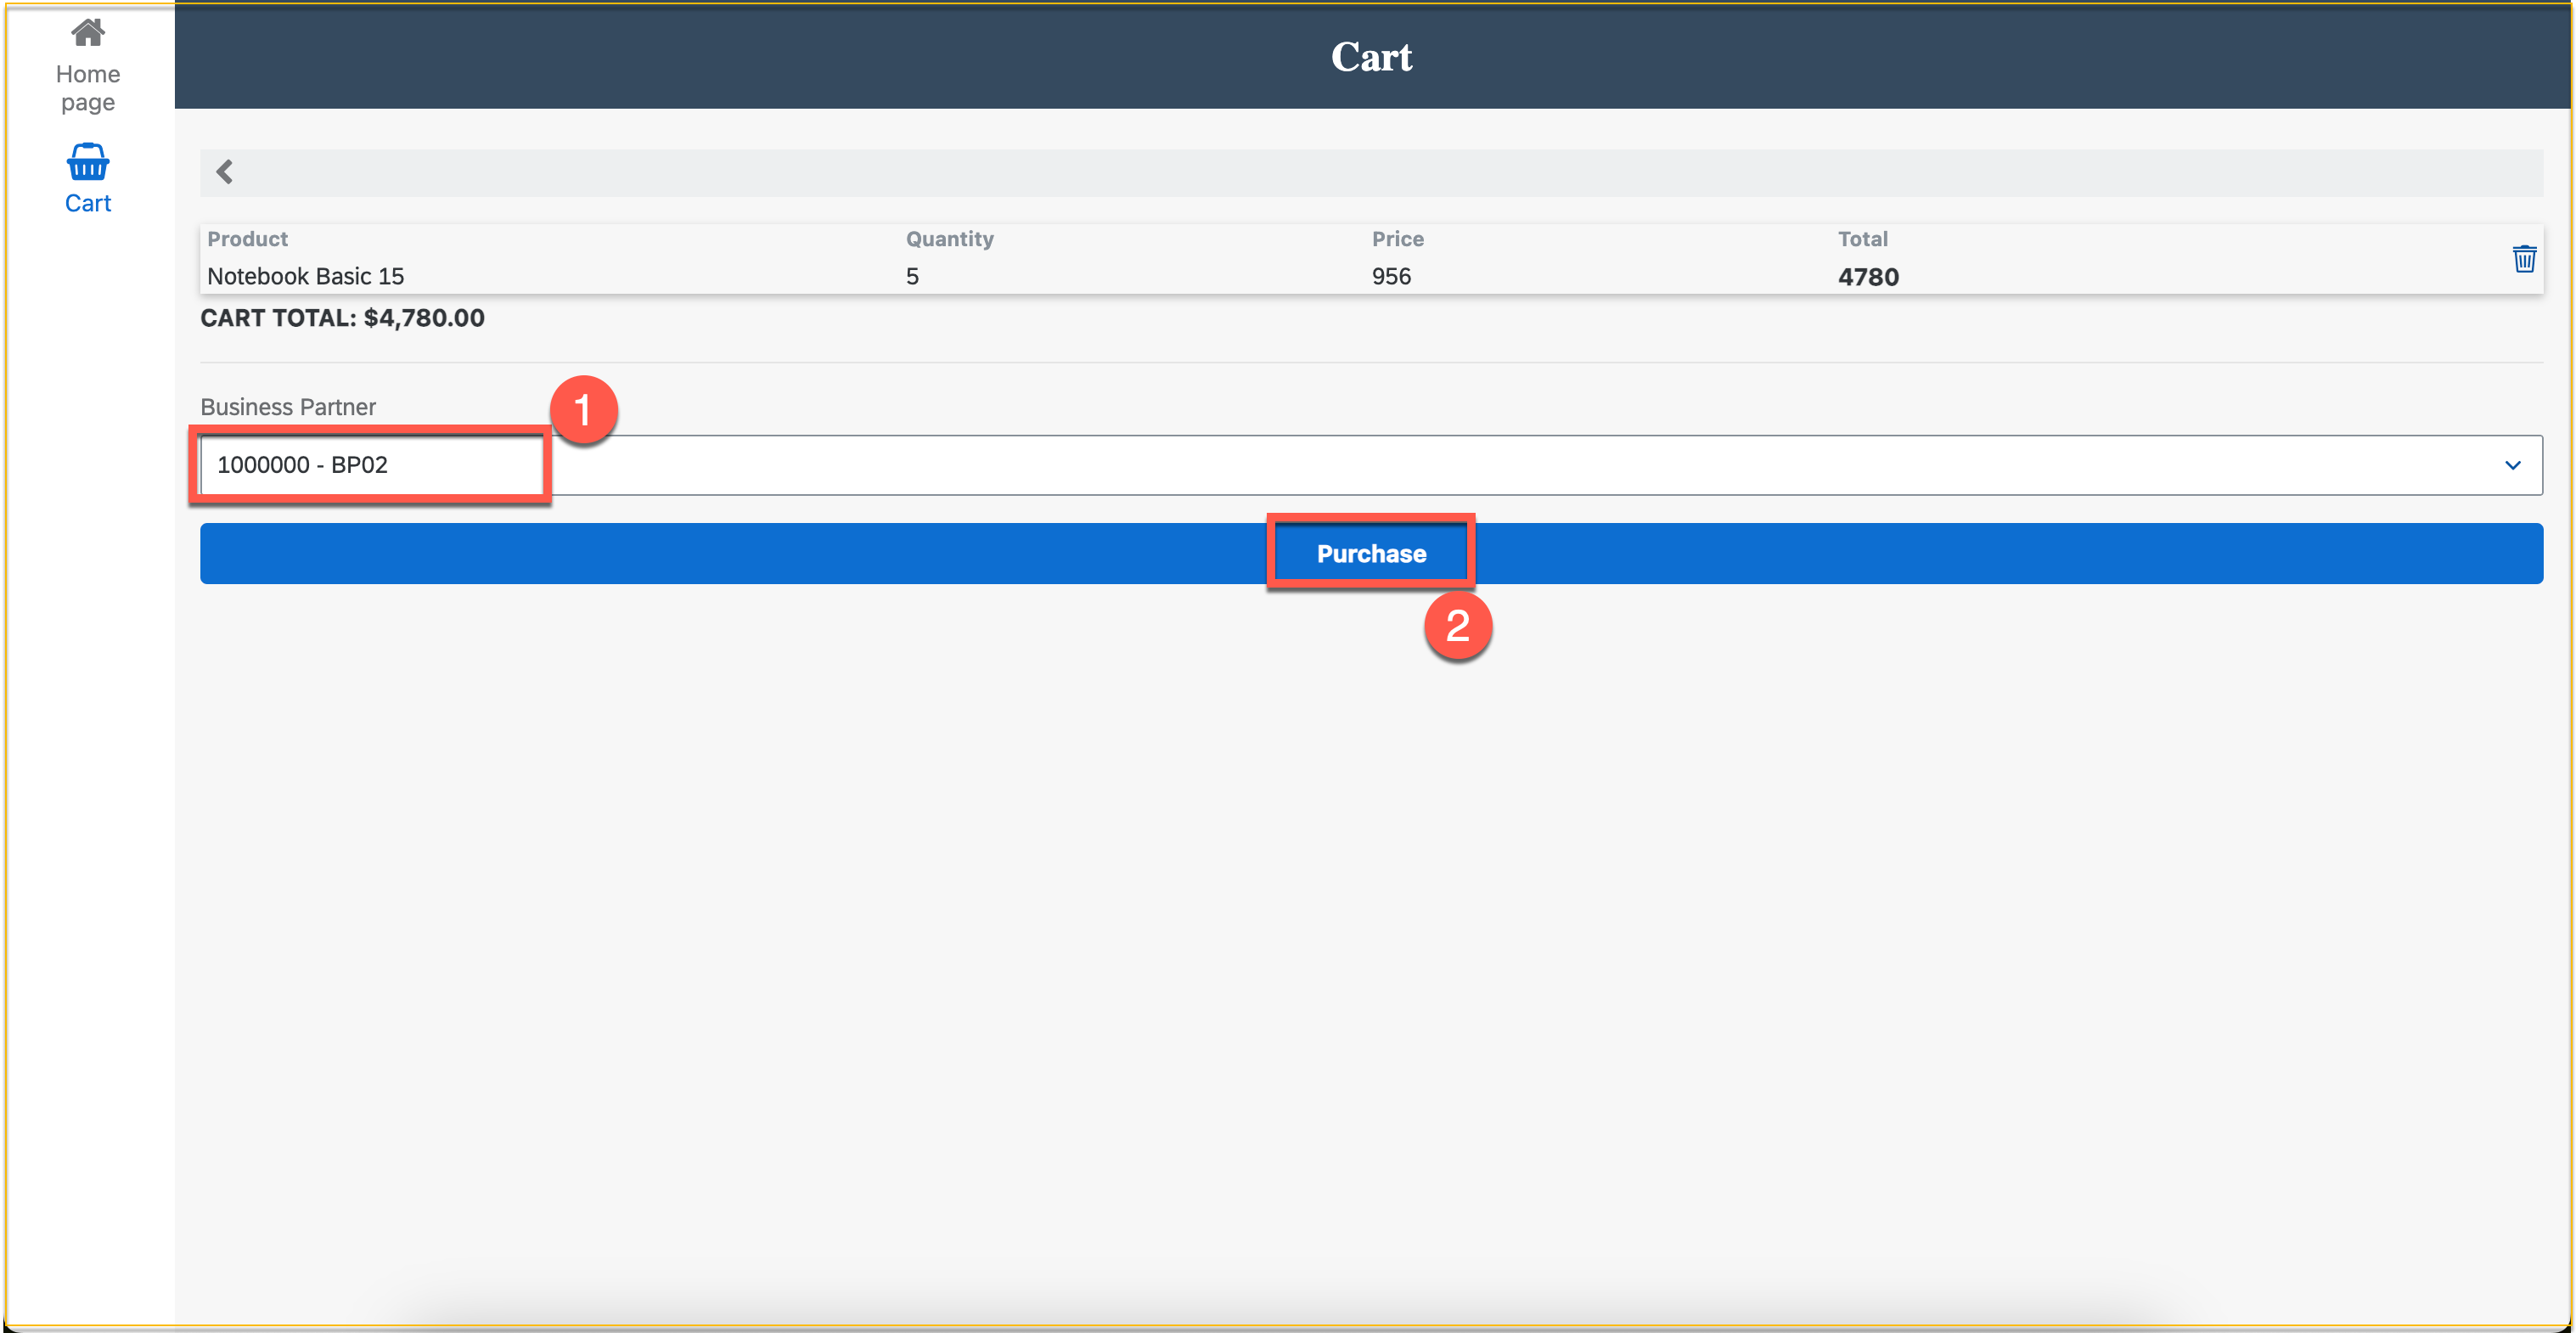 Home
page
Cart
Cart
Product Quantity Price Total
Notebook Basic 15 5 956 4780
CART TOTAL: $4,780.00
Business Partner
1
1000000 - BP02
Purchase
2